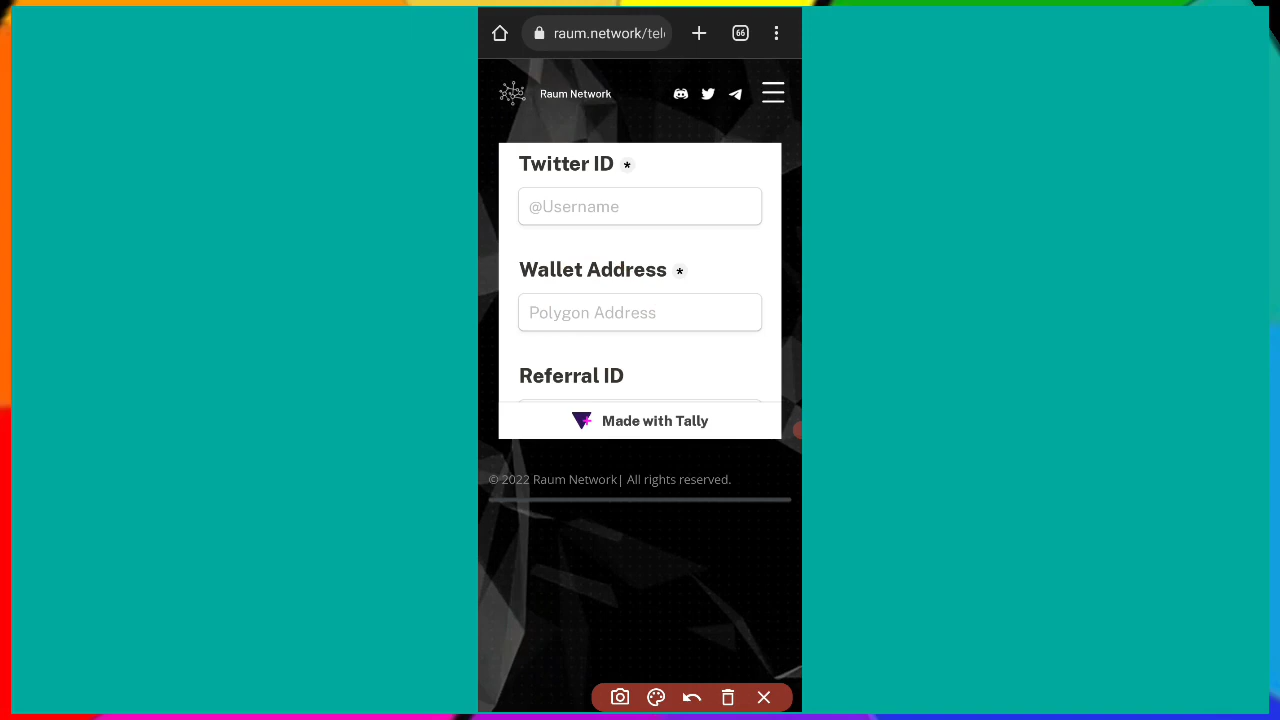 raum.network/tel
66
Raum Network
Twitter ID *
@Username
Wallet Address *
Polygon Address
Referral ID
Made with Tally
© 2022 Raum Network| All rights reserved.